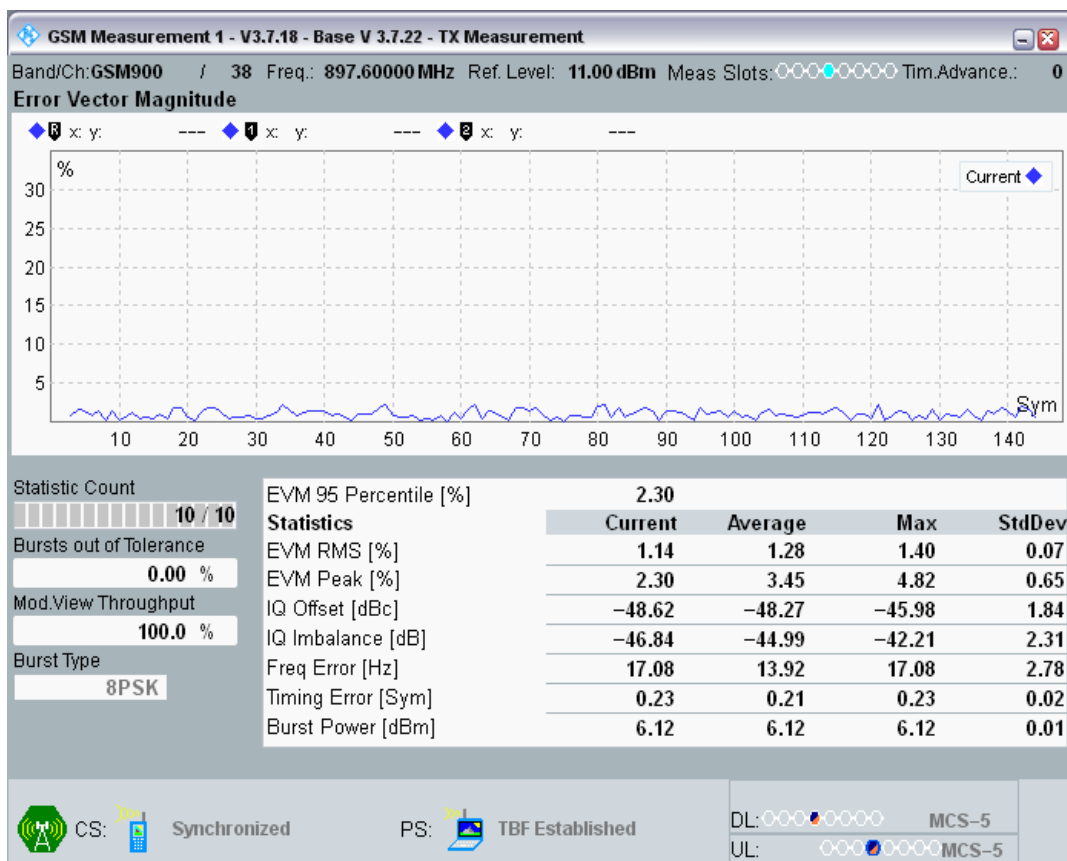 GSM Measurement 1 - V3.7.18 - Base V 3.7.22 - TX Measurement
Band/Ch:GSM900 / 38 Freq.: 897.60000 MHz Ref. Level: 11.00 dBm Meas Slots: Tim.Advance.: 0
Error Vector Magnitude
R x: y: --- 1 x: y: --- 2 x: y: ---
%
Current
30
25
20
15
10
5
Sym
10 20 30 40 50 60 70 80 90 100 110 120 130 140
Statistic Count
10 / 10
Bursts out of Tolerance
0.00 %
Mod.View Throughput
100.0 %
Burst Type
8PSK
EVM 95 Percentile [%] 2.30
Statistics Current Average Max StdDev
EVM RMS [%] 1.14 1.28 1.40 0.07
EVM Peak [%] 2.30 3.45 4.82 0.65
IQ Offset [dBc] −48.62 −48.27 −45.98 1.84
IQ Imbalance [dB] −46.84 −44.99 −42.21 2.31
Freq Error [Hz] 17.08 13.92 17.08 2.78
Timing Error [Sym] 0.23 0.21 0.23 0.02
Burst Power [dBm] 6.12 6.12 6.12 0.01
CS: Synchronized PS: TBF Established
DL: MCS−5
UL: MCS−5